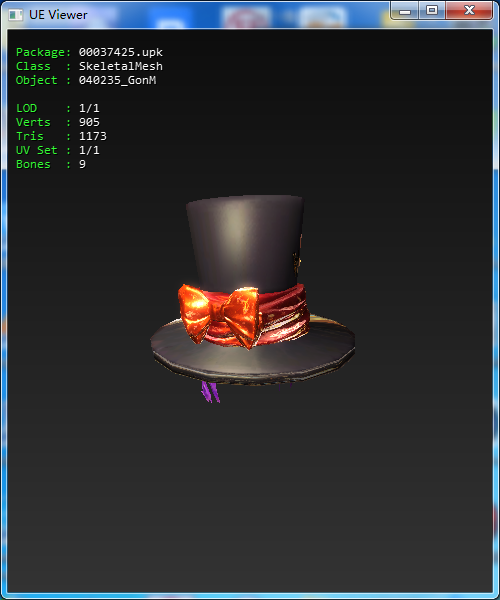 UE Viewer
Package: 00037425.upk
Class : SkeletalMesh
Object : 040235_GonM
LOD : 1/1
Verts : 905
Tris : 1173
UV Set : 1/1
Bones : 9